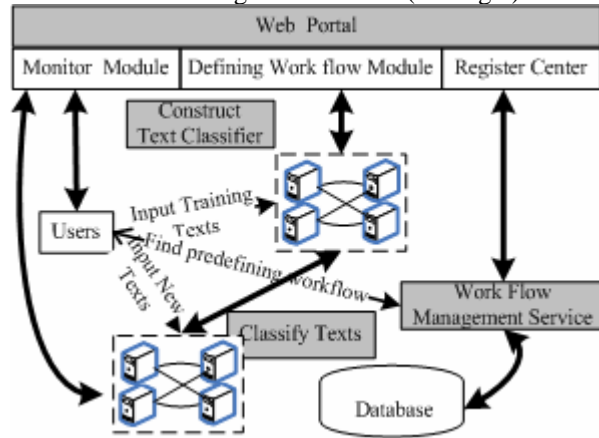 Web Portal
Monitor Module
Defining Work flow Module
Register Center
Construct
Text Classifier
Input Training
Texts
Users
Find predefining workflow
Input New
Texts
Work Flow
Management Service
Classify Texts
Database